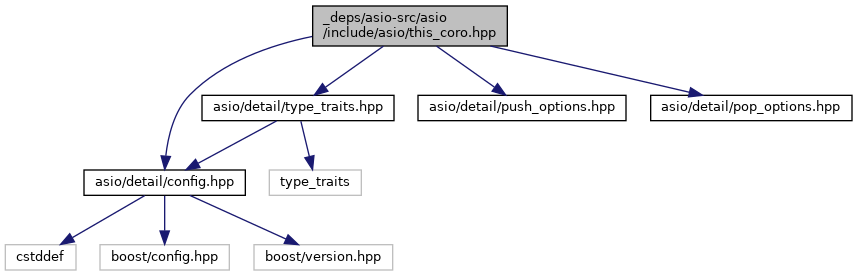 _deps/asio-src/asio
/include/asio/this_coro.hpp
asio/detail/type_traits.hpp
asio/detail/push_options.hpp
asio/detail/pop_options.hpp
asio/detail/config.hpp
type_traits
cstddef
boost/config.hpp
boost/version.hpp